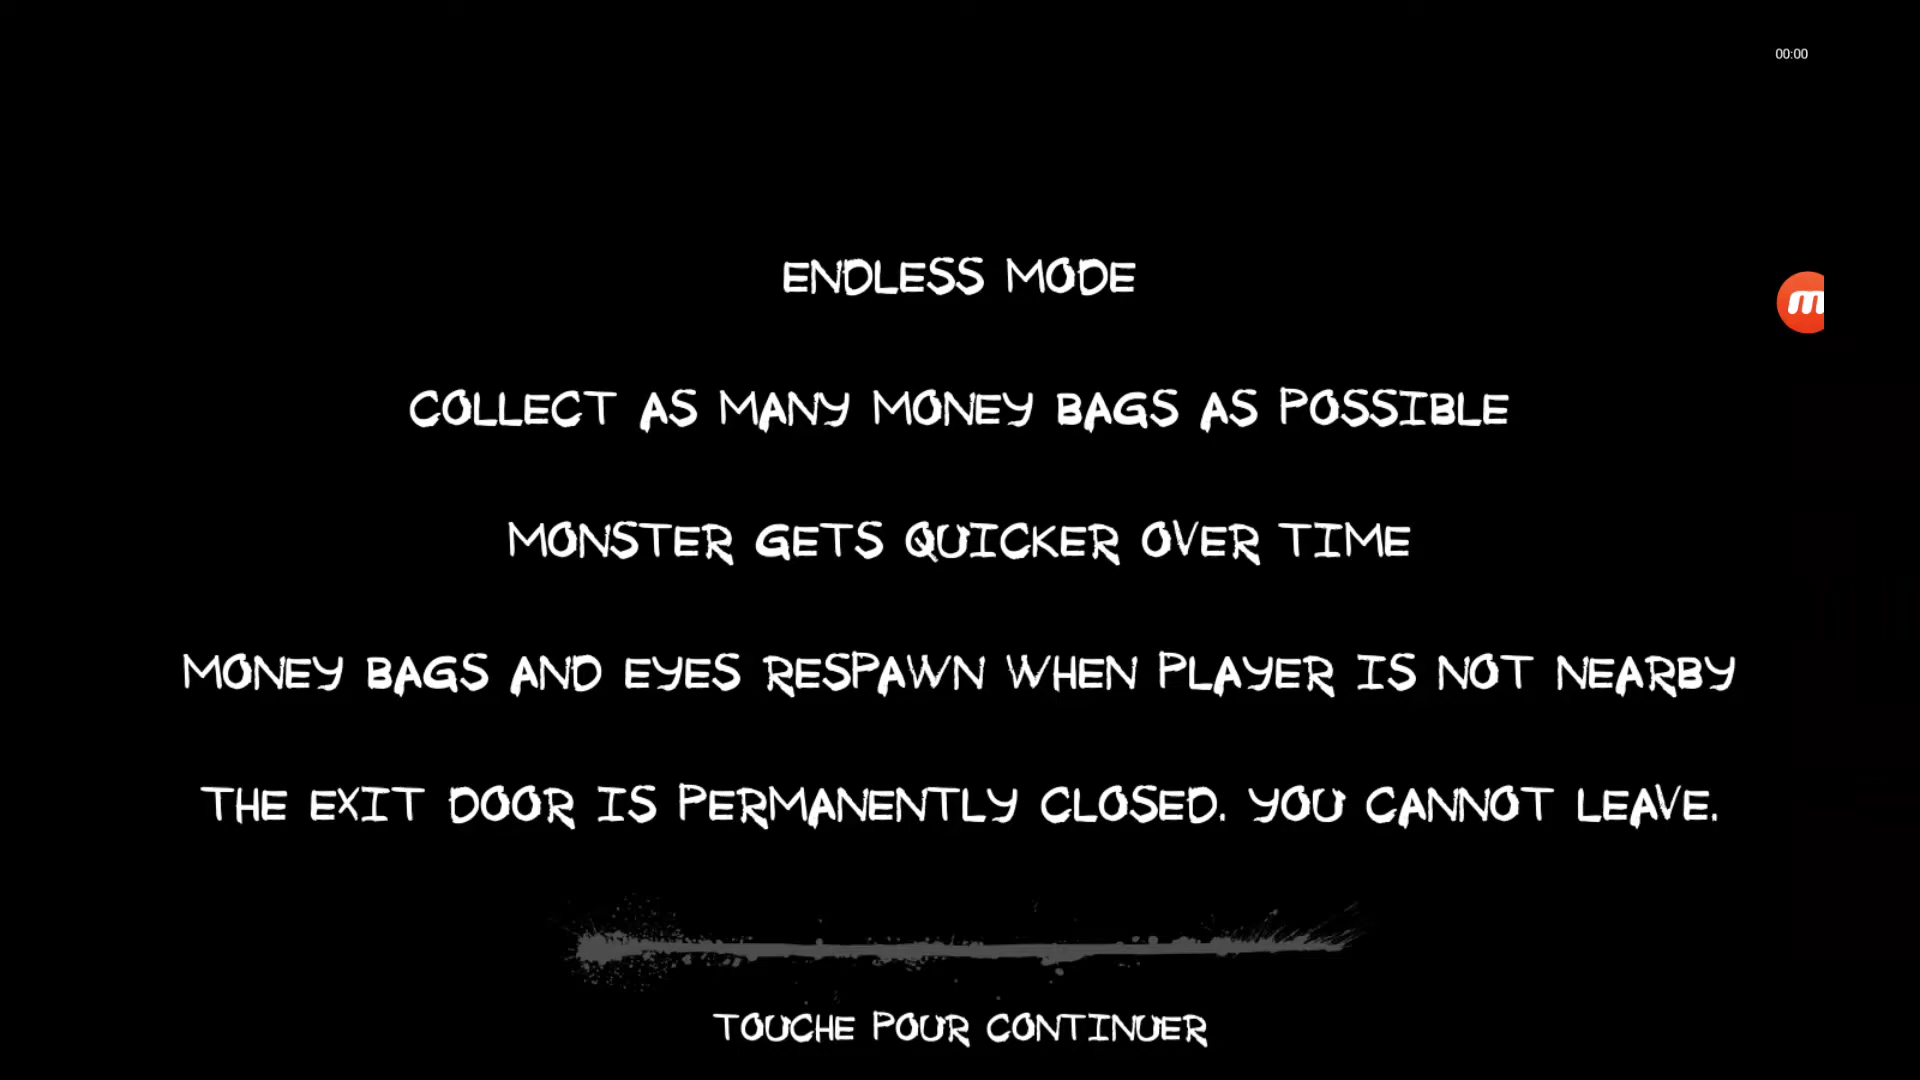 00:00
ENDLESS MODE
m
COLLECT AS MANY MONEY BAGS AS POSSIBLE
MONSTER GETS QUICKER OVER TIME
MONEY BAGS AND EYES RESPAWN WHEN PLAYER IS NOT NEARBY
THE EXIT DOOR IS PERMANENTLY CLOSED. YOU CANNOT LEAVE.
TOUCHE POUR CONTINUER